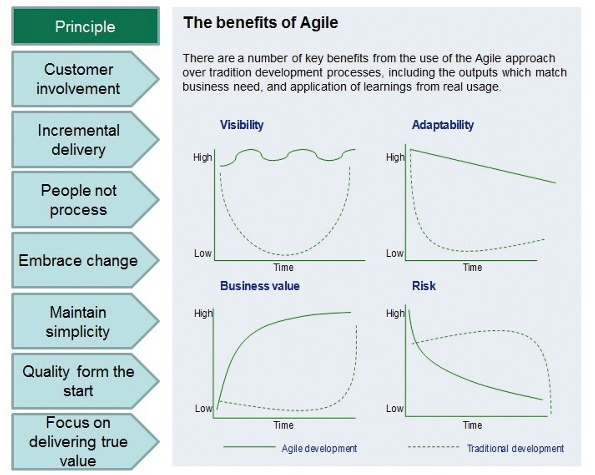 Principle
Customer
involvement
Incremental
delivery
People not
process
Embrace change
Maintain
simplicity
Quality form the
start
Focus on
delivering true
value
The benefits of Agile
There are a number of key benefits from the use of the Agile approach
over tradition development processes, including the outputs which match
business need, and application of learnings from real usage.
Visibility
High
Low
Time
Adaptability
High
Low
Time
Business value
High
Low
Time
Risk
High
Low
Time
Agile development
Traditional development